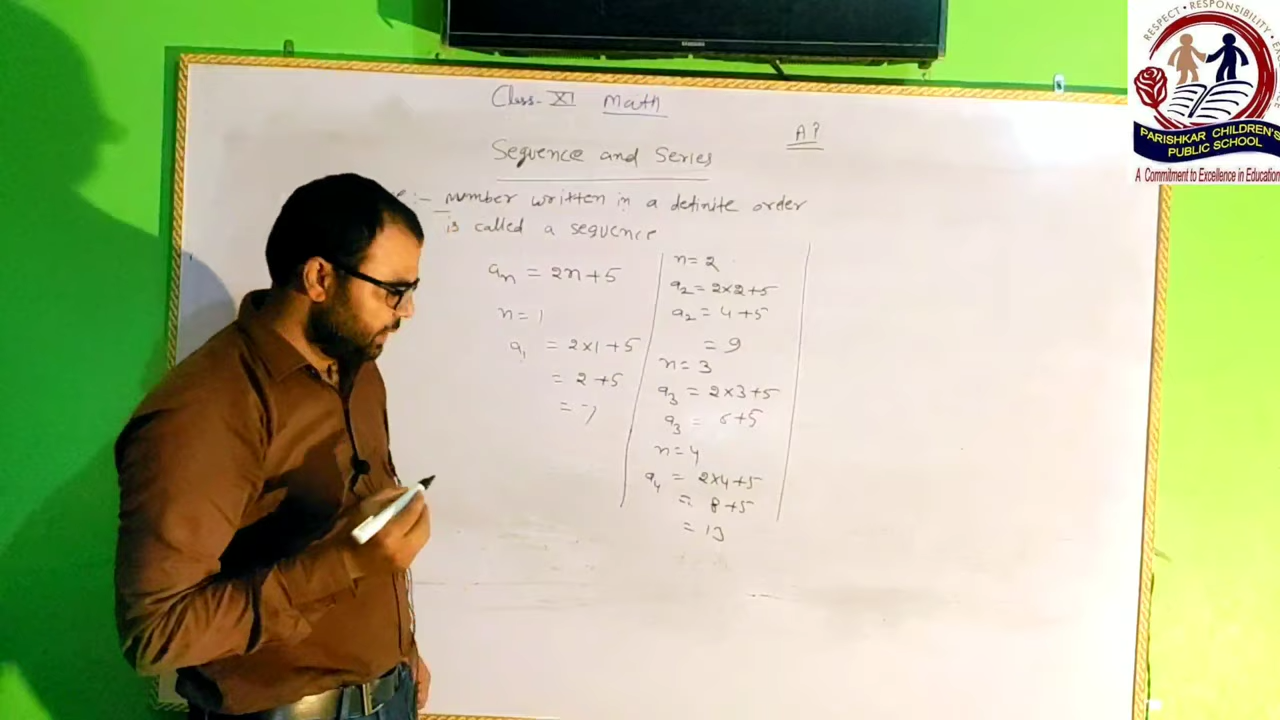 Class-XI Math
A?
Sequence and Series
:- number written in a definite order
is called a sequence
aₙ = 2n+5
n=1
a₁ = 2×1+5
= 2+5
= 7
n=2
a₂ = 2×2+5
a₂ = 4+5
= 9
n=3
a₃ = 2×3+5
a₃ = 6+5
n=4
a₄ = 2×4+5
= 8+5
= 13
RESPECT • RESPONSIBILITY
PARISHKAR CHILDREN'S
PUBLIC SCHOOL
A Commitment to Excellence in Education
SAMSUNG